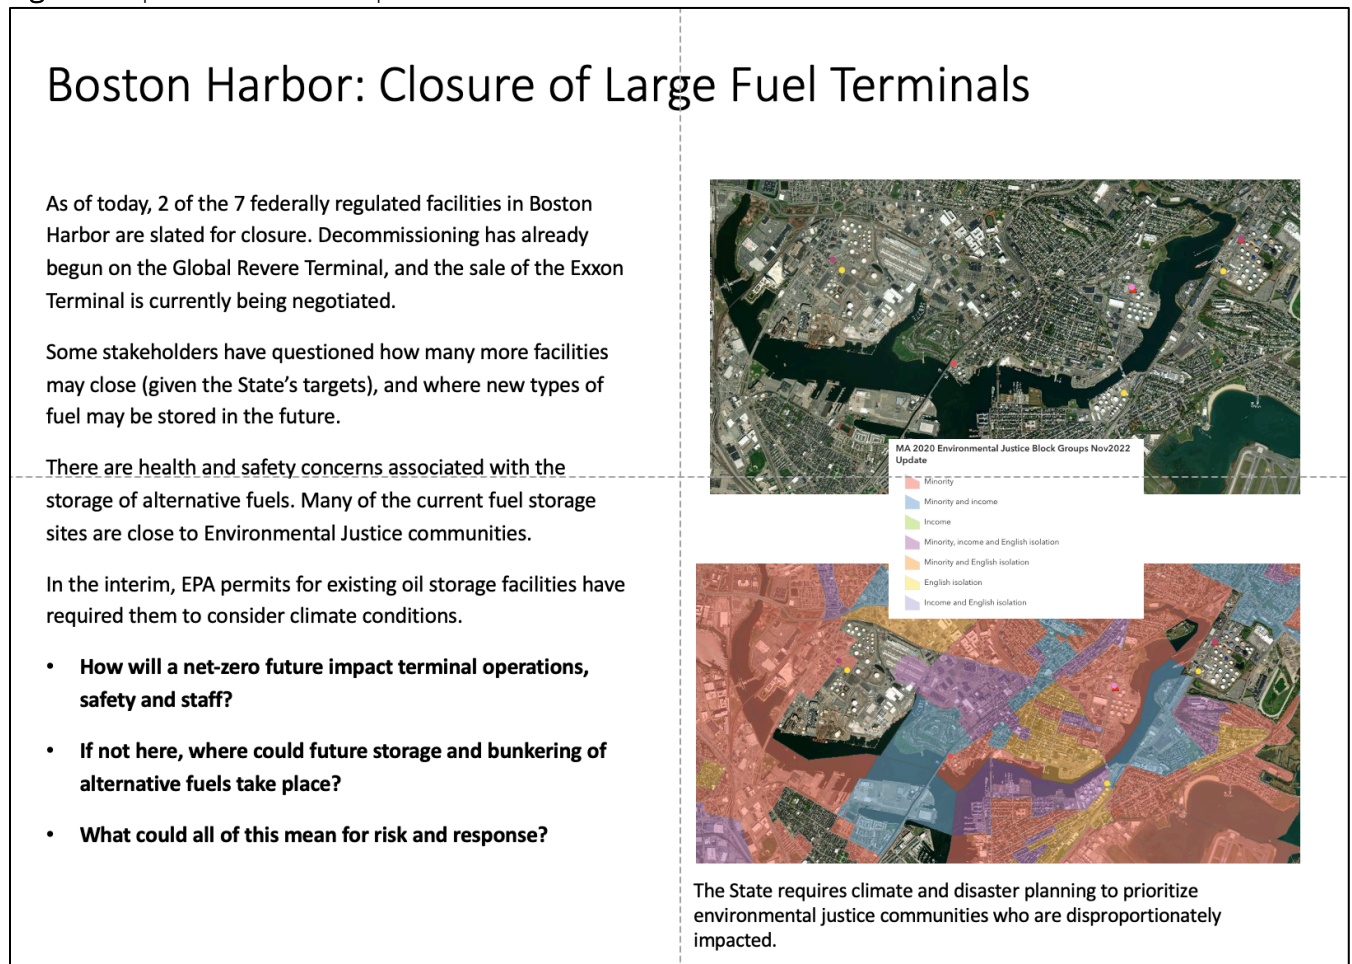 Boston Harbor: Closure of Large Fuel Terminals
As of today, 2 of the 7 federally regulated facilities in Boston
Harbor are slated for closure. Decommissioning has already
begun on the Global Revere Terminal, and the sale of the Exxon
Terminal is currently being negotiated.
Some stakeholders have questioned how many more facilities
may close (given the State’s targets), and where new types of
fuel may be stored in the future.
There are health and safety concerns associated with the
storage of alternative fuels. Many of the current fuel storage
sites are close to Environmental Justice communities.
In the interim, EPA permits for existing oil storage facilities have
required them to consider climate conditions.
• How will a net-zero future impact terminal operations,
safety and staff?
• If not here, where could future storage and bunkering of
alternative fuels take place?
• What could all of this mean for risk and response?
MA 2020 Environmental Justice Block Groups Nov2022
Update
Minority
Minority and income
Income
Minority, income and English isolation
Minority and English isolation
English isolation
Income and English isolation
The State requires climate and disaster planning to prioritize
environmental justice communities who are disproportionately
impacted.